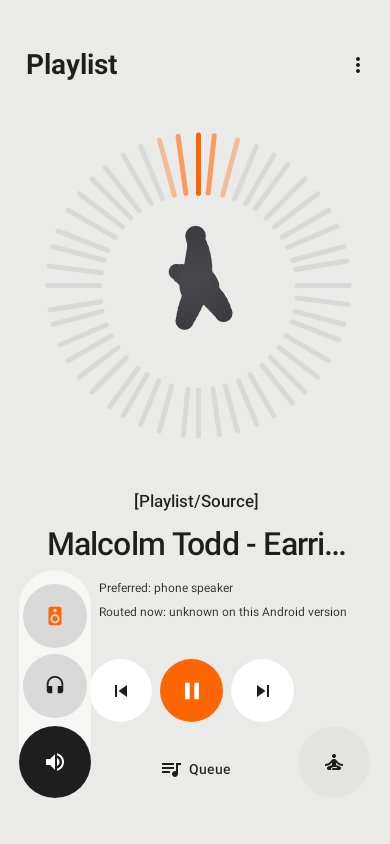 Playlist
[Playlist/Source]
Malcolm Todd - Earri...
Preferred: phone speaker
Routed now: unknown on this Android version
Queue